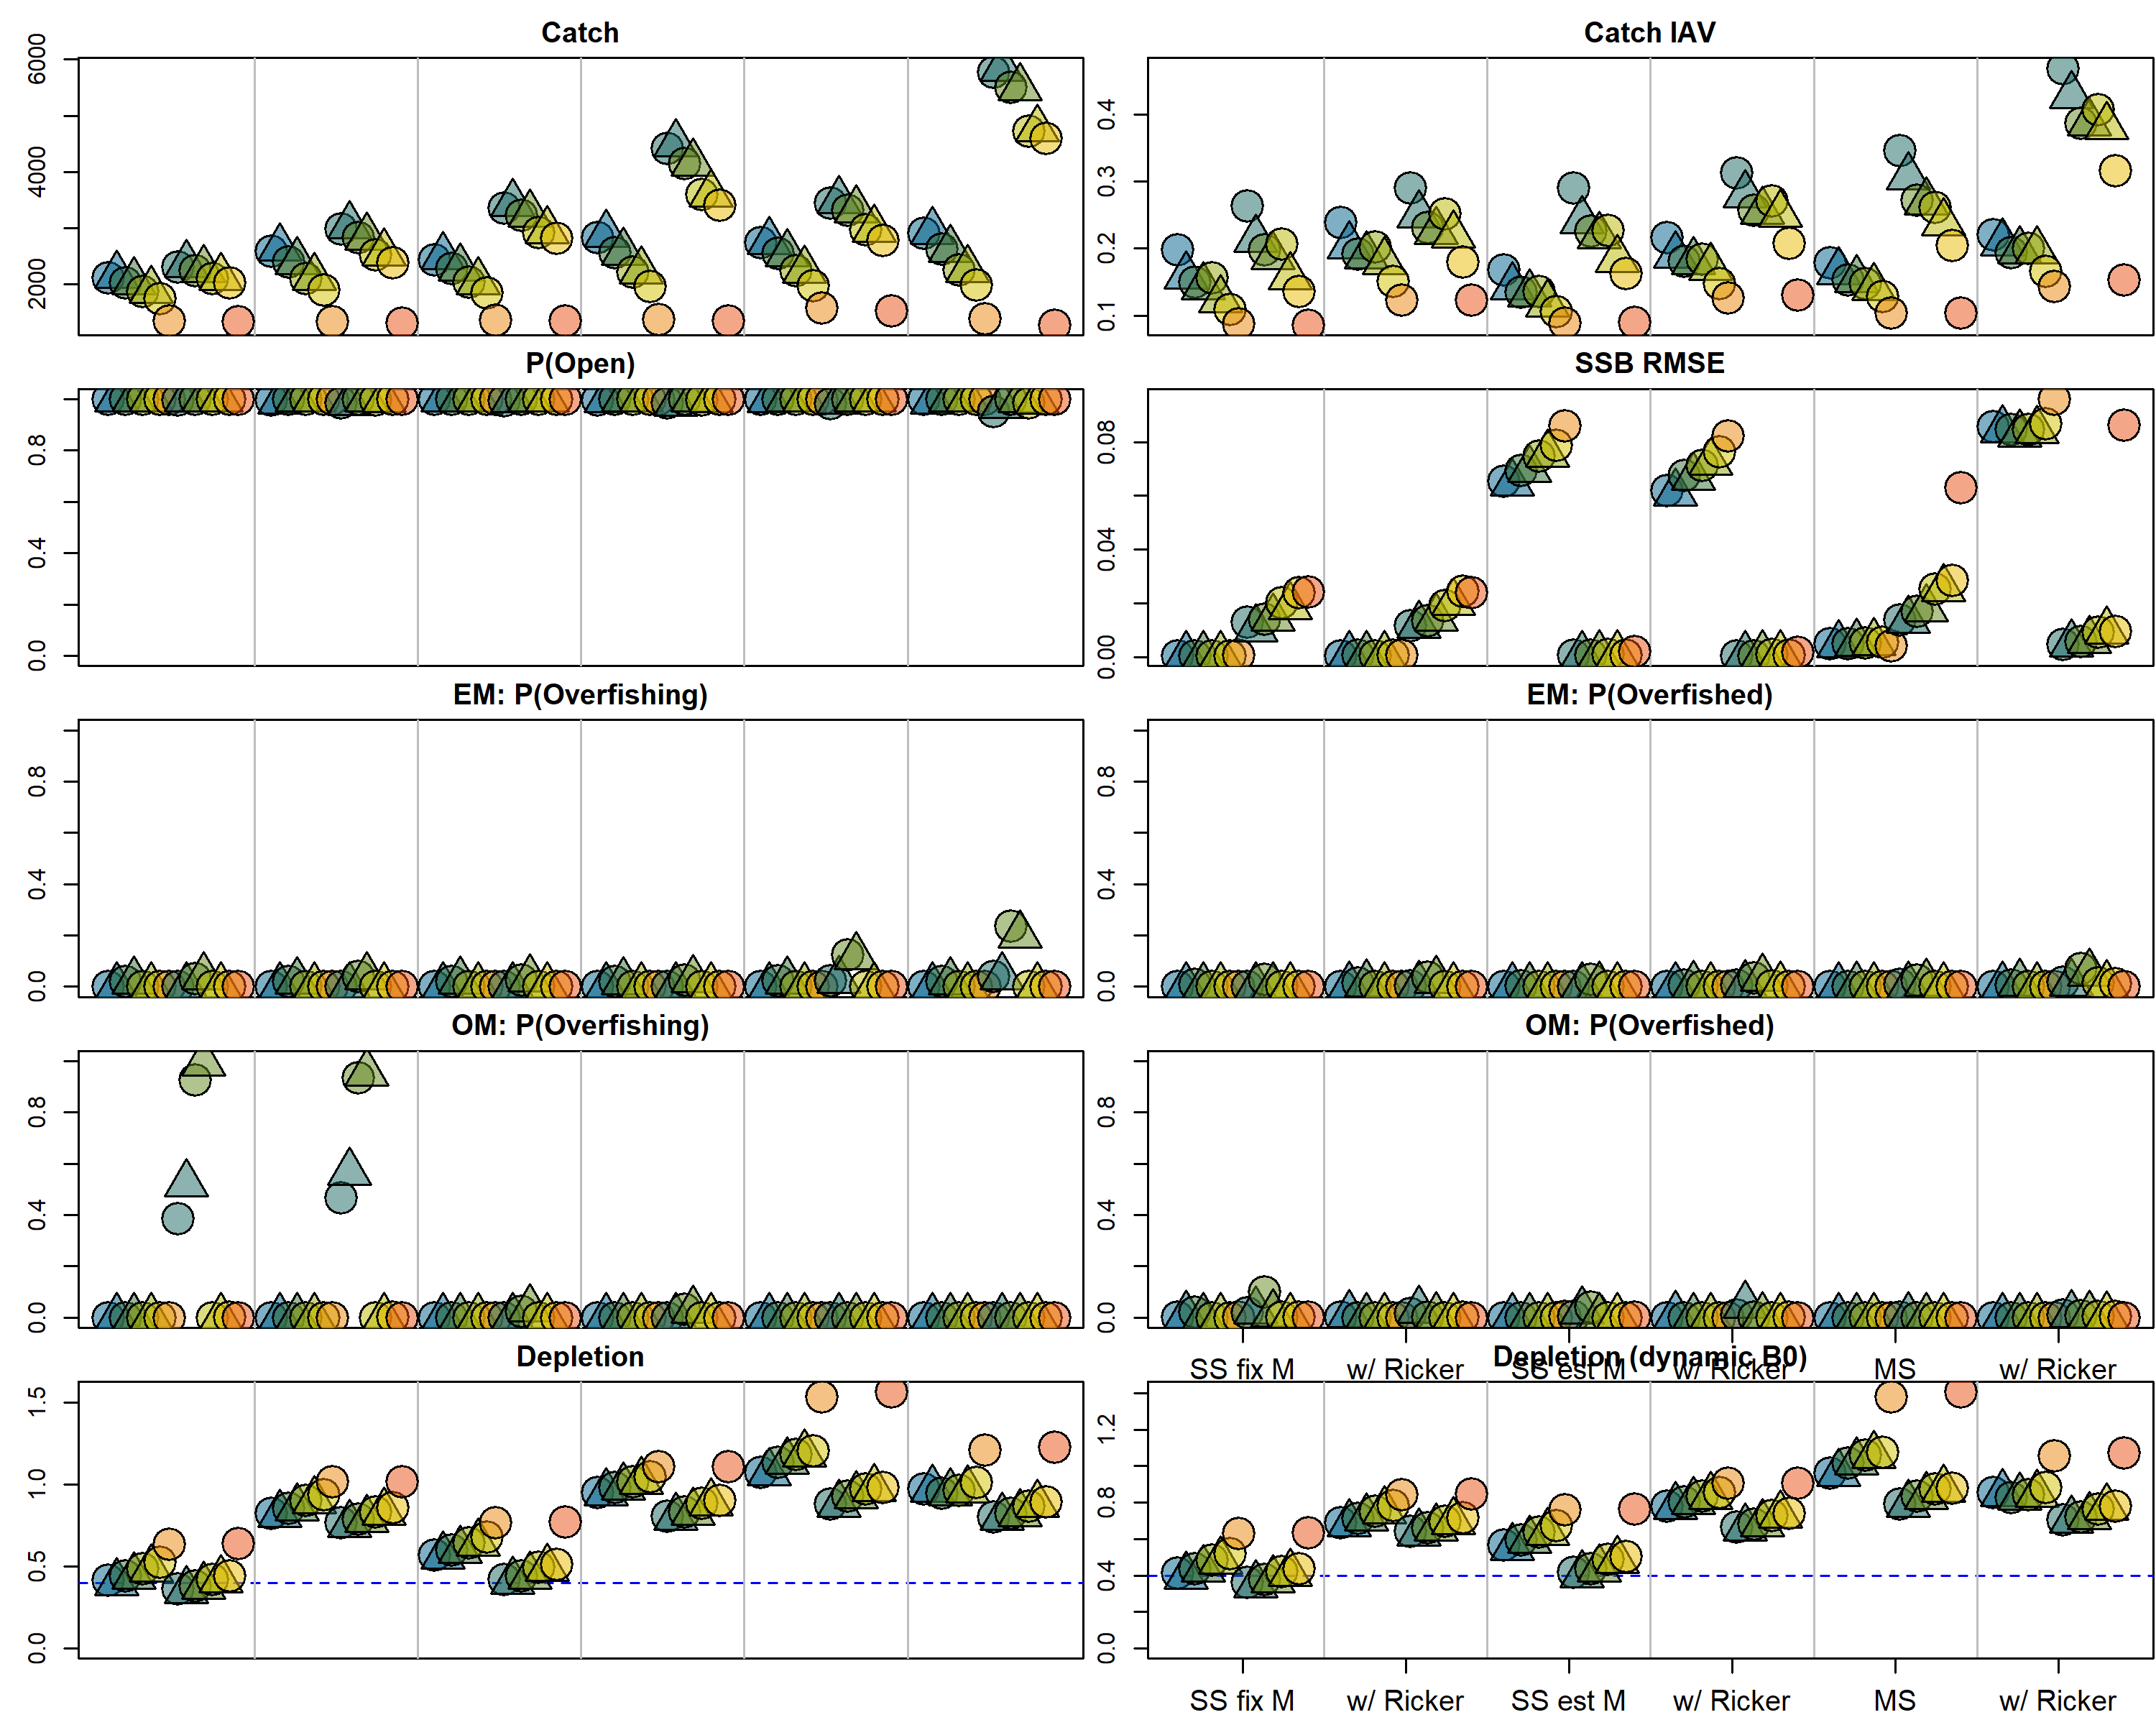 Catch
6000
4000
2000
Catch IAV
0.4
0.3
0.2
0.1
P(Open)
0.8
0.4
0.0
SSB RMSE
0.08
0.04
0.00
EM: P(Overfishing)
0.8
0.4
0.0
EM: P(Overfished)
0.8
0.4
0.0
OM: P(Overfishing)
0.8
0.4
0.0
OM: P(Overfished)
0.8
0.4
0.0
SS fix M w/ Ricker SS est M w/ Ricker MS w/ Ricker
Depletion
1.5
1.0
0.5
0.0
Depletion (dynamic B0)
1.2
0.8
0.4
0.0
SS fix M w/ Ricker SS est M w/ Ricker MS w/ Ricker